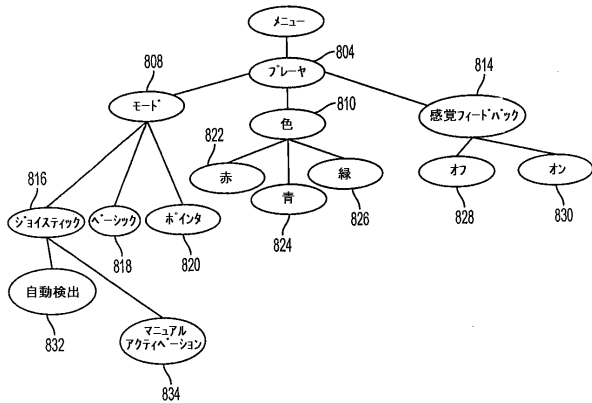 メニュー
804
プレーヤ
808
モード
810
色
814
感覚フィードバック
822
赤
青
824
緑
826
オフ
828
オン
830
816
ジョイスティック
ベーシック
818
ポインタ
820
自動検出
832
マニュアル
アクティベーション
834